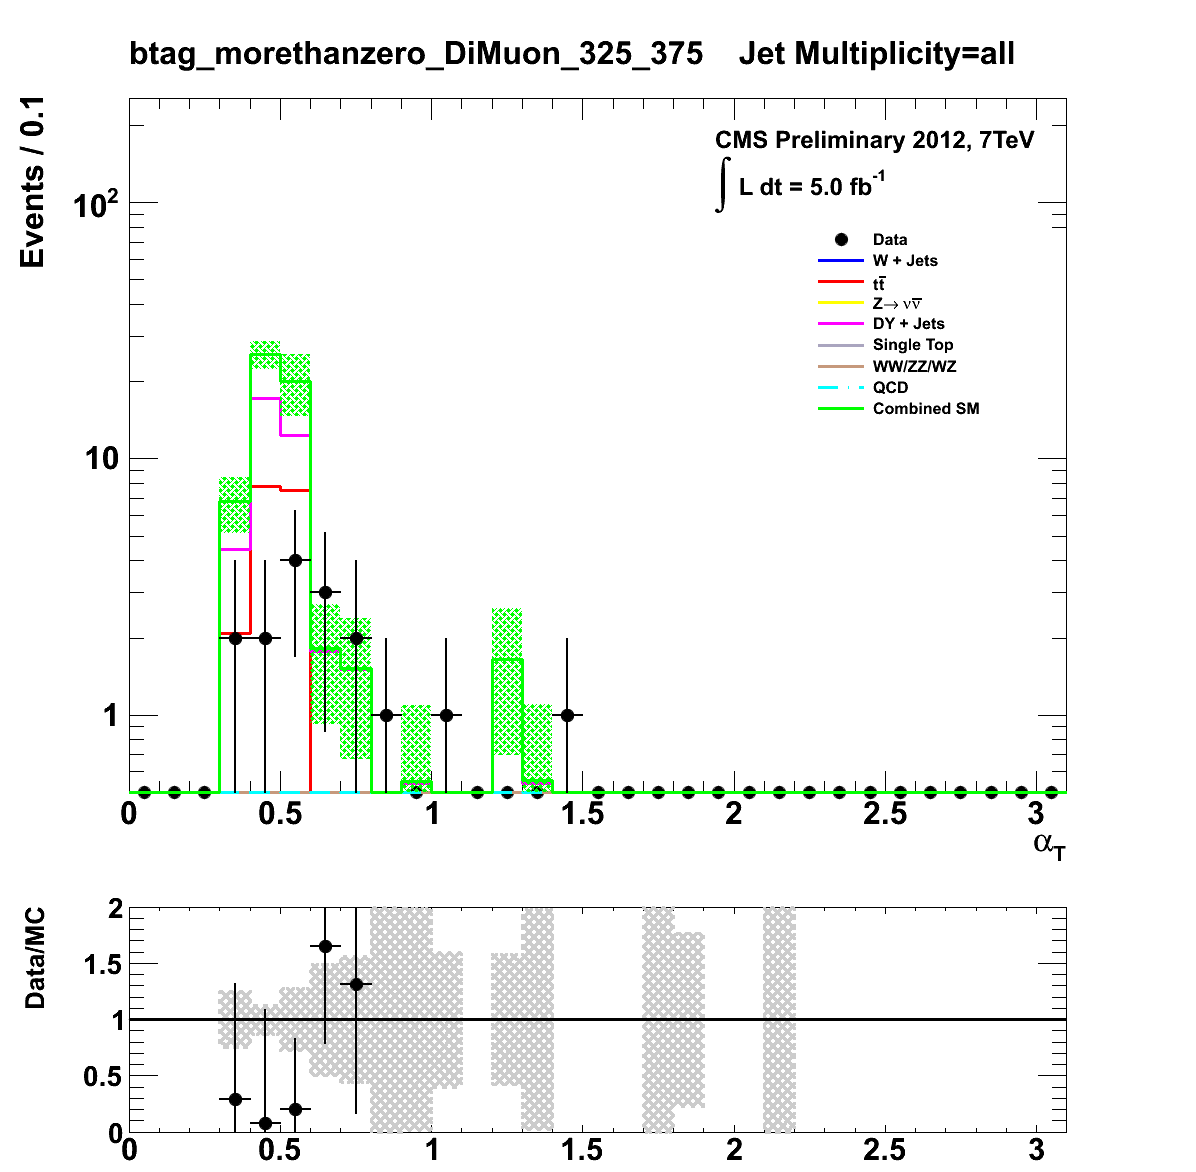 btag_morethanzero_DiMuon_325_375 Jet Multiplicity=all
Events / 0.1
CMS Preliminary 2012, 7TeV
∫ L dt = 5.0 fb⁻¹
Data
W + Jets
tt̅
Z→ νν̅
DY + Jets
Single Top
WW/ZZ/WZ
QCD
Combined SM
10²
10
1
0 0.5 1 1.5 2 2.5 3
α_T
Data/MC
2
1.5
1
0.5
0
0 0.5 1 1.5 2 2.5 3